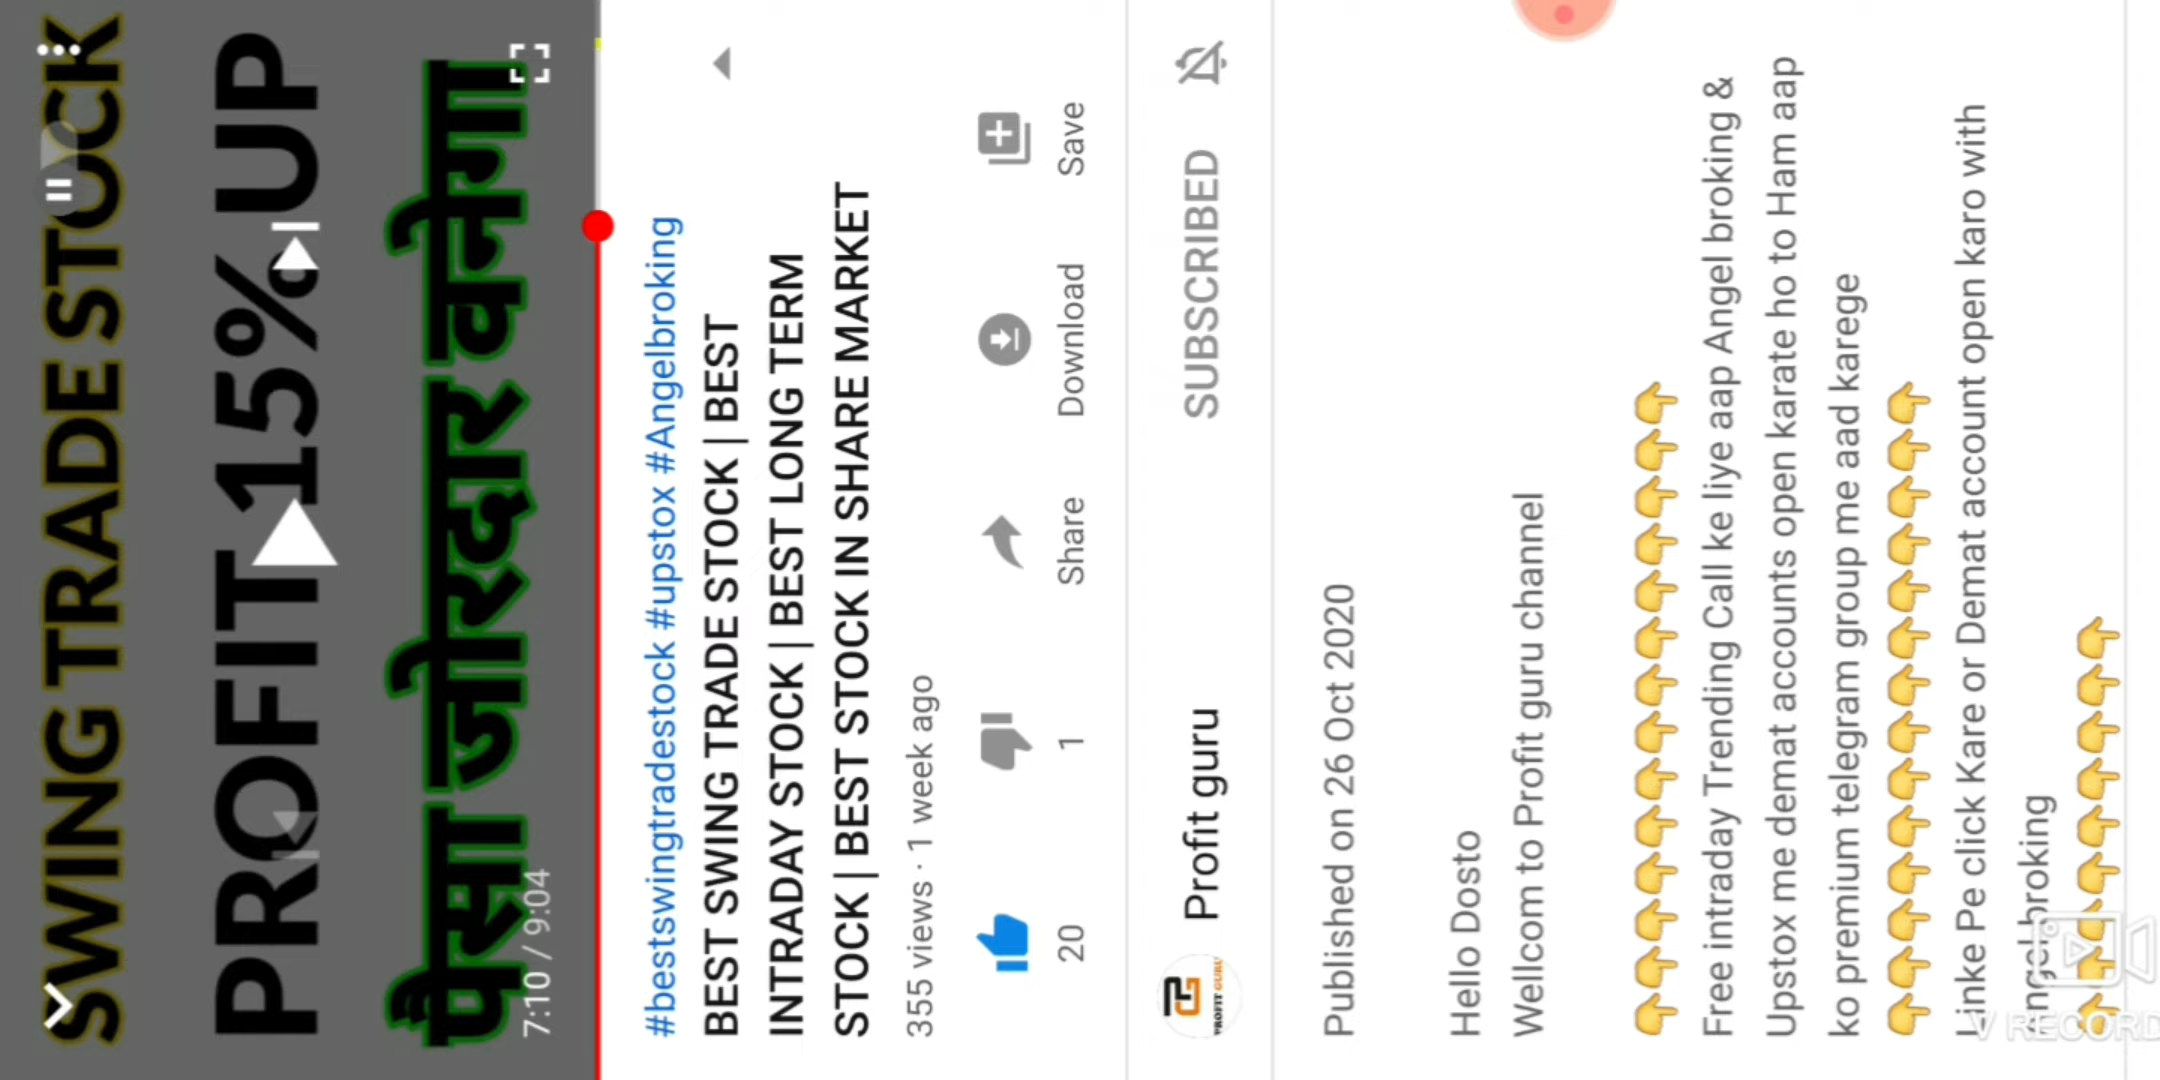 SWING TRADE STOCK
PROFIT 15% UP
पैसा जोरदार बनेगा
7:10 / 9:04
#bestswingtradestock #upstox #Angelbroking
BEST SWING TRADE STOCK | BEST
INTRADAY STOCK | BEST LONG TERM
STOCK | BEST STOCK IN SHARE MARKET
355 views · 1 week ago
20
1
Share
Download
Save
PROFIT GURU
Profit guru
SUBSCRIBED
Published on 26 Oct 2020
Hello Dosto
Wellcom to Profit guru channel
👉👉👉👉👉👉👉👉👉👉👉👉👉👉
Free intraday Trending Call ke liye aap Angel broking &
Upstox me demat accounts open karate ho to Ham aap
ko premium telegram group me aad karege
👉👉👉👉👉👉👉👉👉👉👉👉👉👉
Linke Pe click Kare or Demat account open karo with
Angel broking
👉👉👉👉👉👉👉👉👉
V RECORD